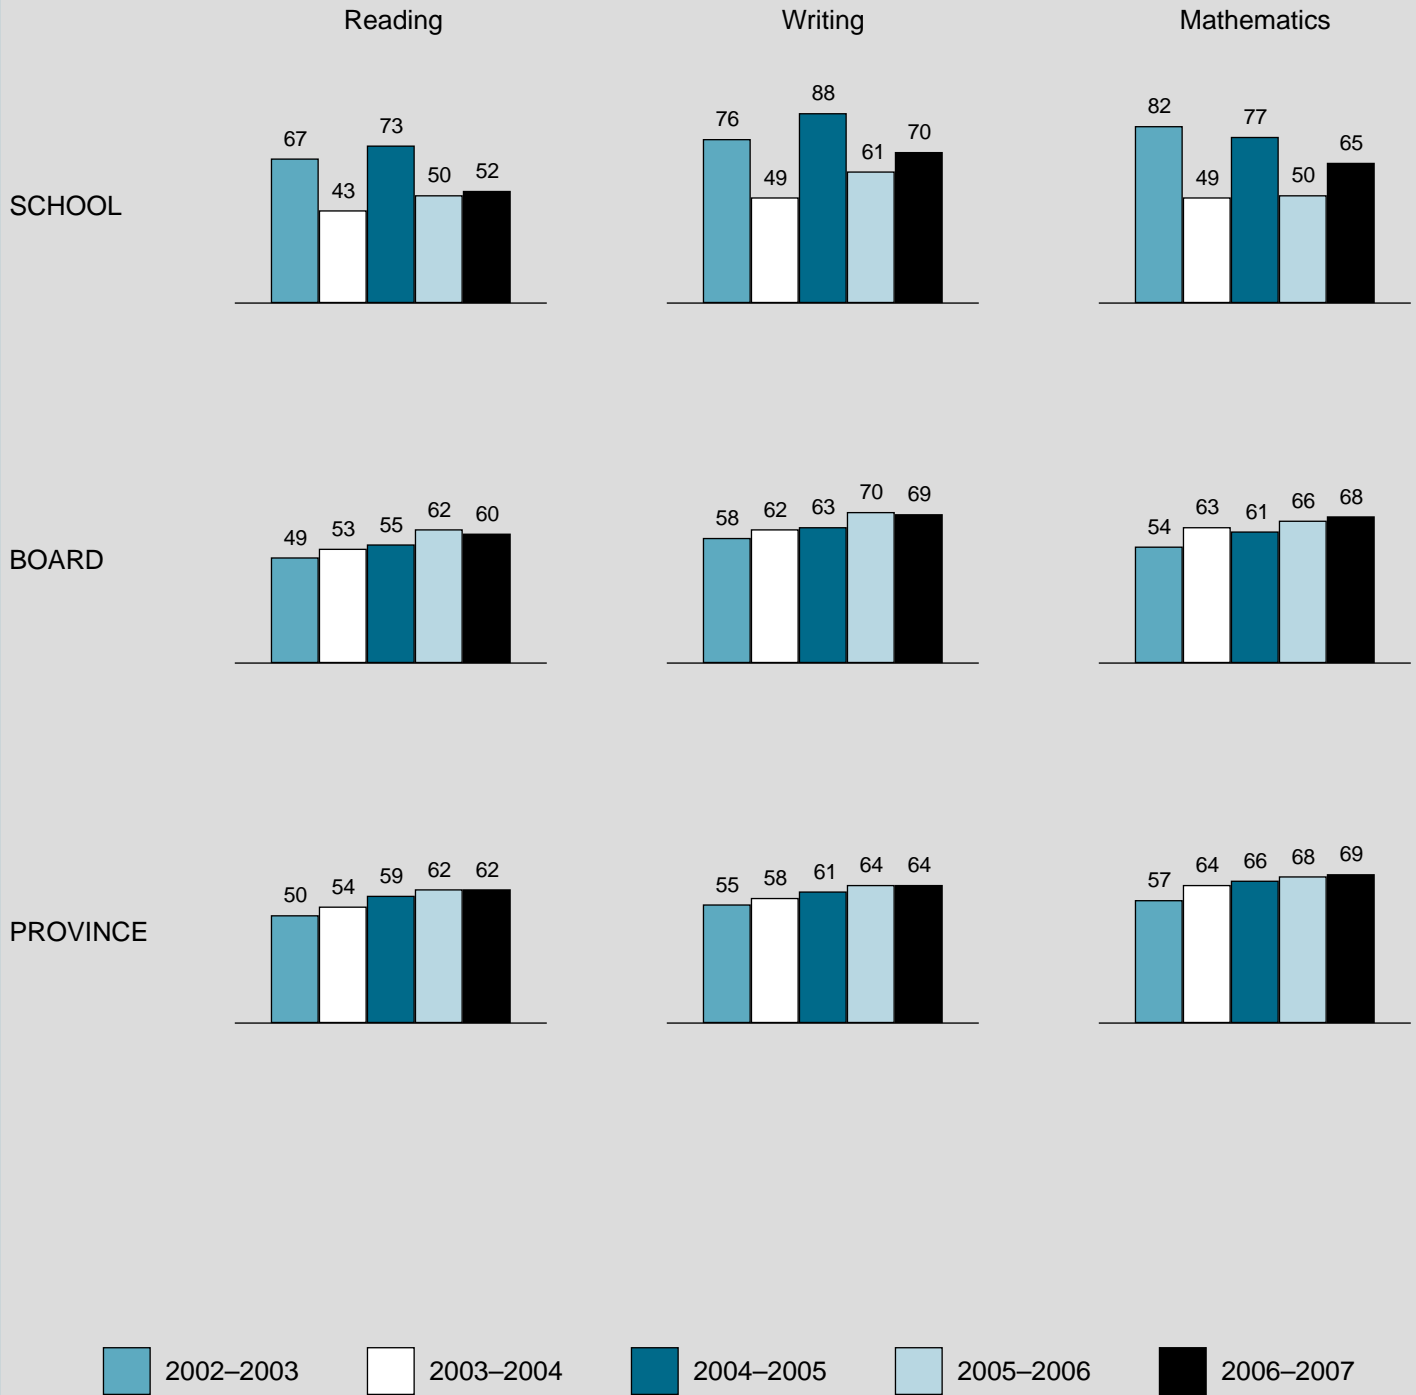 Reading Writing Mathematics
SCHOOL
67 43 73 50 52
76 49 88 61 70
82 49 77 50 65
BOARD
49 53 55 62 60
58 62 63 70 69
54 63 61 66 68
PROVINCE
50 54 59 62 62
55 58 61 64 64
57 64 66 68 69
2002–2003 2003–2004 2004–2005 2005–2006 2006–2007